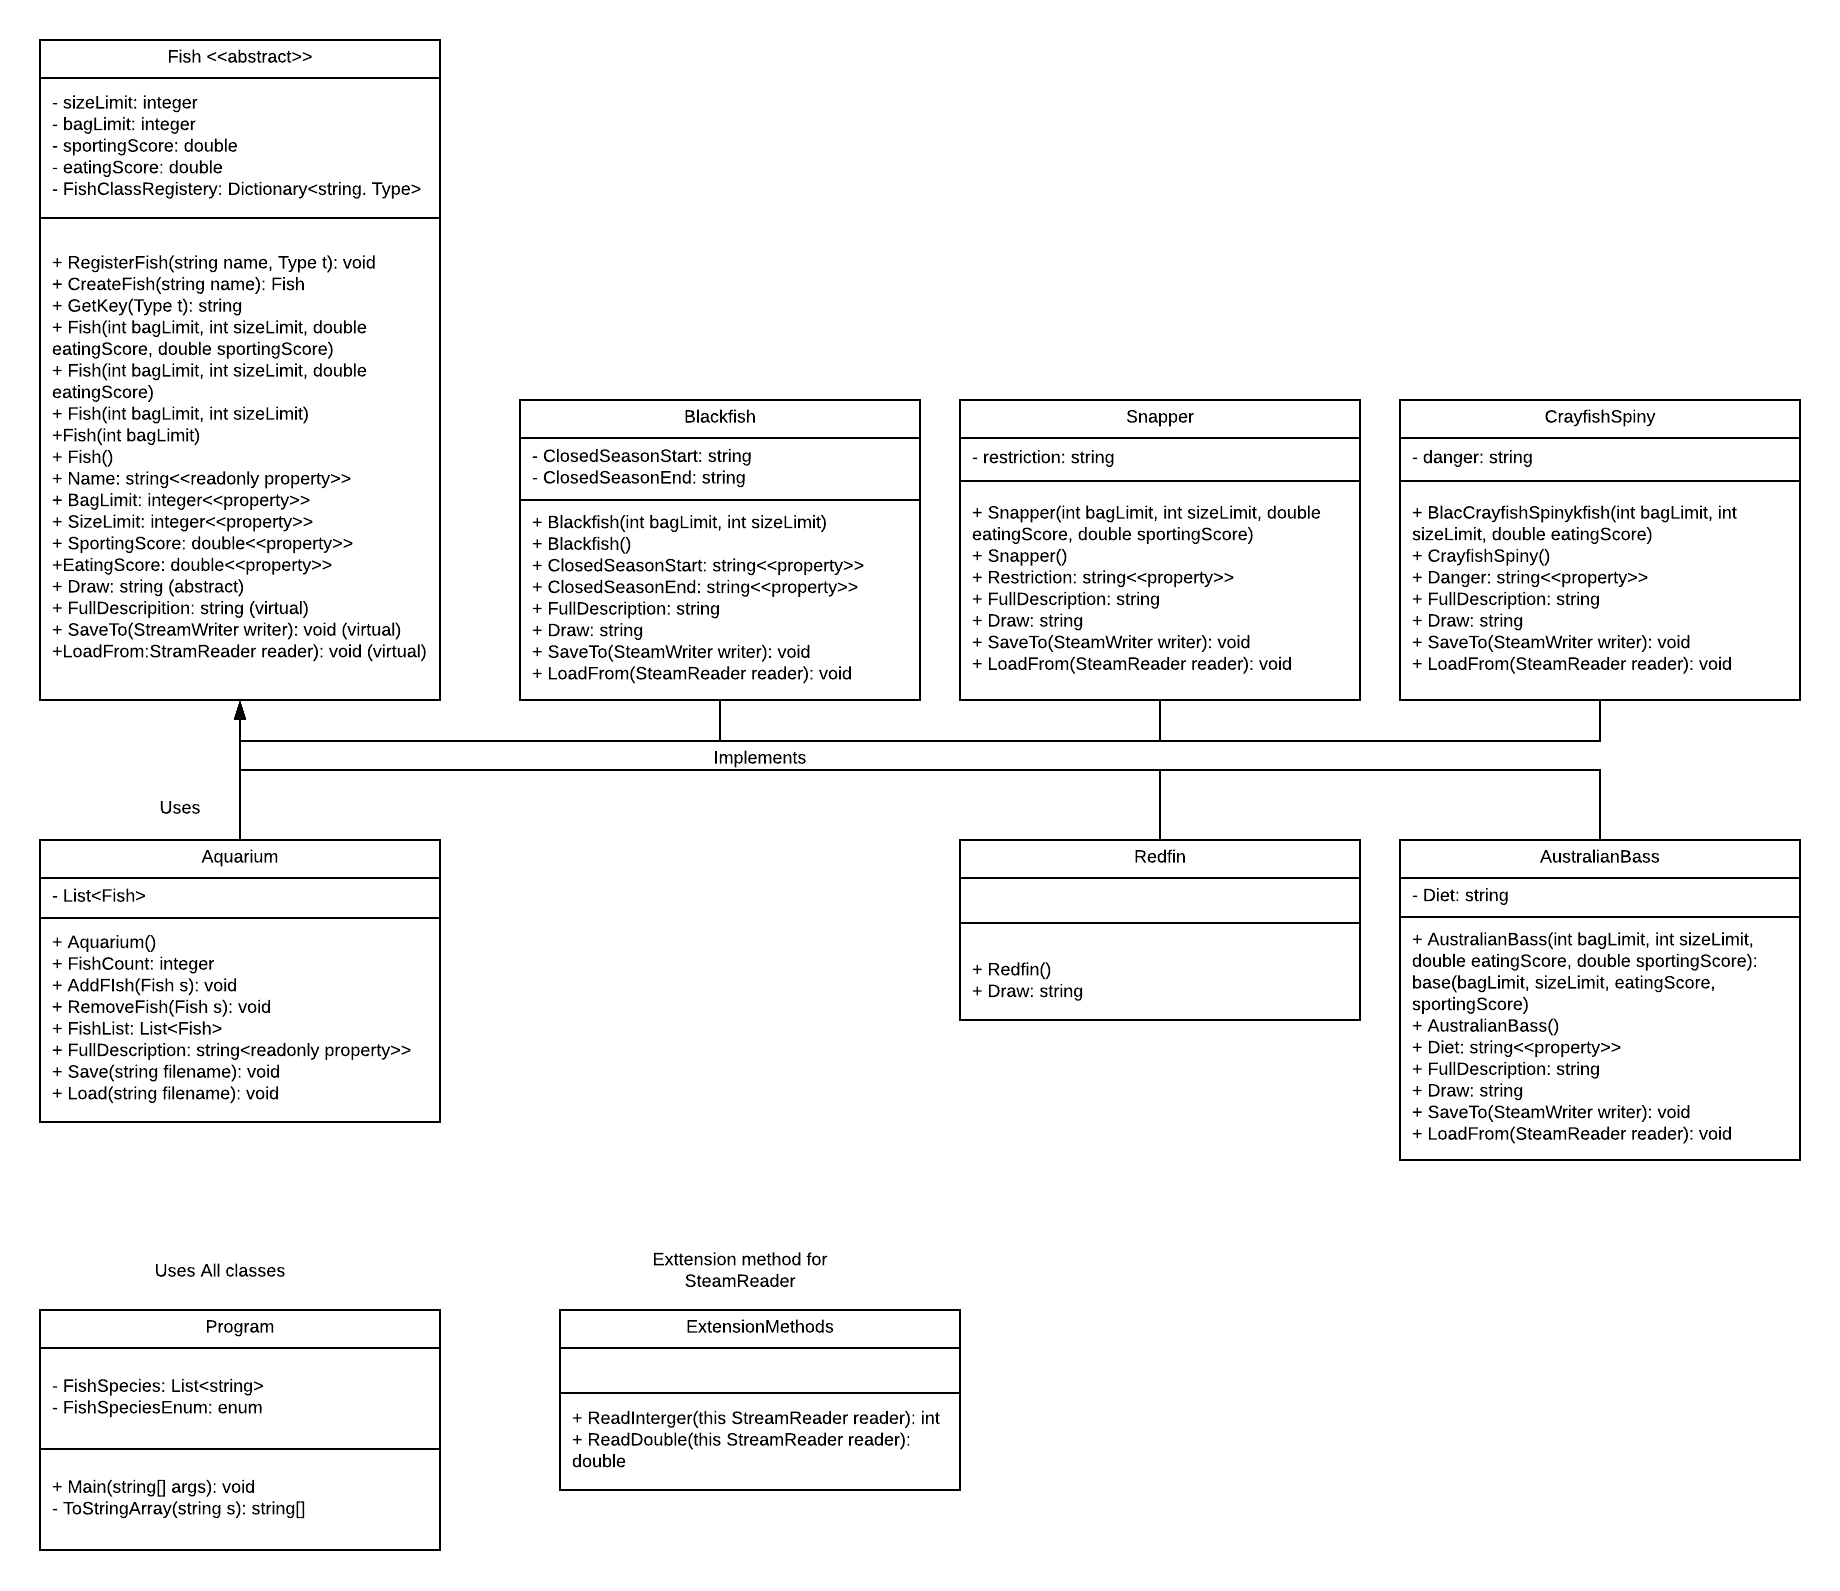 Fish <<abstract>>
- sizeLimit: integer
- bagLimit: integer
- sportingScore: double
- eatingScore: double
- FishClassRegistery: Dictionary<string. Type>
+ RegisterFish(string name, Type t): void
+ CreateFish(string name): Fish
+ GetKey(Type t): string
+ Fish(int bagLimit, int sizeLimit, double
eatingScore, double sportingScore)
+ Fish(int bagLimit, int sizeLimit, double
eatingScore)
+ Fish(int bagLimit, int sizeLimit)
+Fish(int bagLimit)
+ Fish()
+ Name: string<<readonly property>>
+ BagLimit: integer<<property>>
+ SizeLimit: integer<<property>>
+ SportingScore: double<<property>>
+EatingScore: double<<property>>
+ Draw: string (abstract)
+ FullDescripition: string (virtual)
+ SaveTo(StreamWriter writer): void (virtual)
+LoadFrom:StramReader reader): void (virtual)
Blackfish
- ClosedSeasonStart: string
- ClosedSeasonEnd: string
+ Blackfish(int bagLimit, int sizeLimit)
+ Blackfish()
+ ClosedSeasonStart: string<<property>>
+ ClosedSeasonEnd: string<<property>>
+ FullDescription: string
+ Draw: string
+ SaveTo(SteamWriter writer): void
+ LoadFrom(SteamReader reader): void
Snapper
- restriction: string
+ Snapper(int bagLimit, int sizeLimit, double
eatingScore, double sportingScore)
+ Snapper()
+ Restriction: string<<property>>
+ FullDescription: string
+ Draw: string
+ SaveTo(SteamWriter writer): void
+ LoadFrom(SteamReader reader): void
CrayfishSpiny
- danger: string
+ BlacCrayfishSpinykfish(int bagLimit, int
sizeLimit, double eatingScore)
+ CrayfishSpiny()
+ Danger: string<<property>>
+ FullDescription: string
+ Draw: string
+ SaveTo(SteamWriter writer): void
+ LoadFrom(SteamReader reader): void
Implements
Uses
Aquarium
- List<Fish>
+ Aquarium()
+ FishCount: integer
+ AddFIsh(Fish s): void
+ RemoveFish(Fish s): void
+ FishList: List<Fish>
+ FullDescription: string<readonly property>>
+ Save(string filename): void
+ Load(string filename): void
Redfin
+ Redfin()
+ Draw: string
AustralianBass
- Diet: string
+ AustralianBass(int bagLimit, int sizeLimit,
double eatingScore, double sportingScore):
base(bagLimit, sizeLimit, eatingScore,
sportingScore)
+ AustralianBass()
+ Diet: string<<property>>
+ FullDescription: string
+ Draw: string
+ SaveTo(SteamWriter writer): void
+ LoadFrom(SteamReader reader): void
Uses All classes
Program
- FishSpecies: List<string>
- FishSpeciesEnum: enum
+ Main(string[] args): void
- ToStringArray(string s): string[]
Exttension method for
SteamReader
ExtensionMethods
+ ReadInterger(this StreamReader reader): int
+ ReadDouble(this StreamReader reader):
double